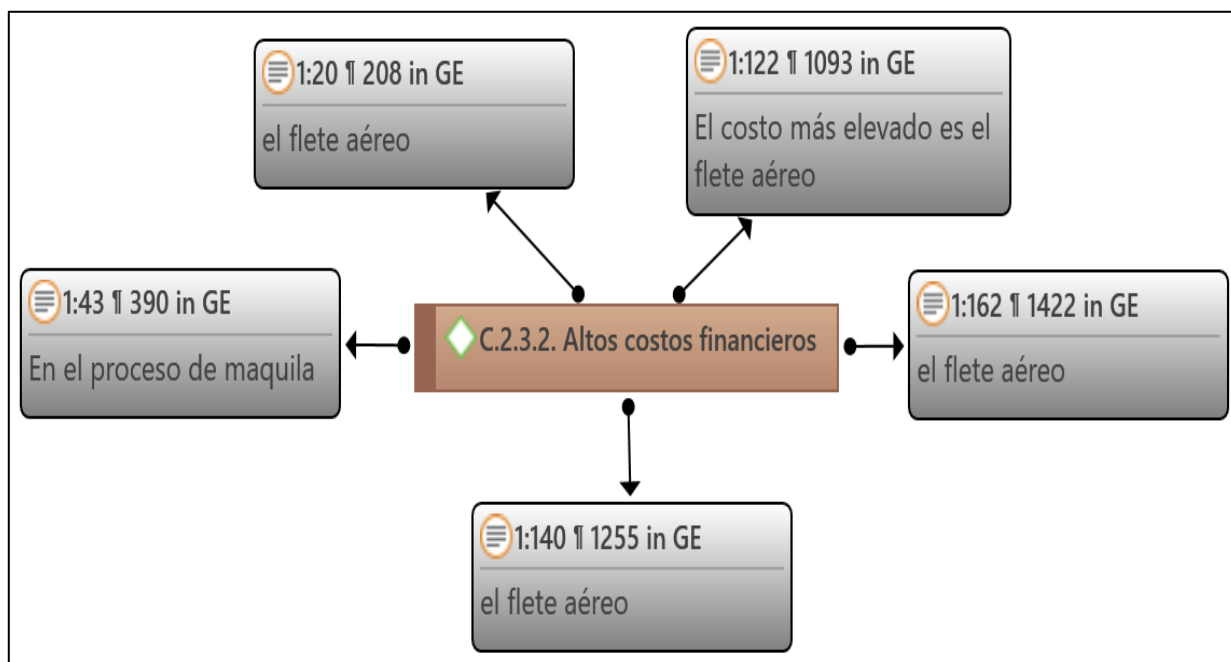 1:20 ¶ 208 in GE
el flete aéreo
1:122 ¶ 1093 in GE
El costo más elevado es el
flete aéreo
1:43 ¶ 390 in GE
En el proceso de maquila
C.2.3.2. Altos costos financieros
1:162 ¶ 1422 in GE
el flete aéreo
1:140 ¶ 1255 in GE
el flete aéreo